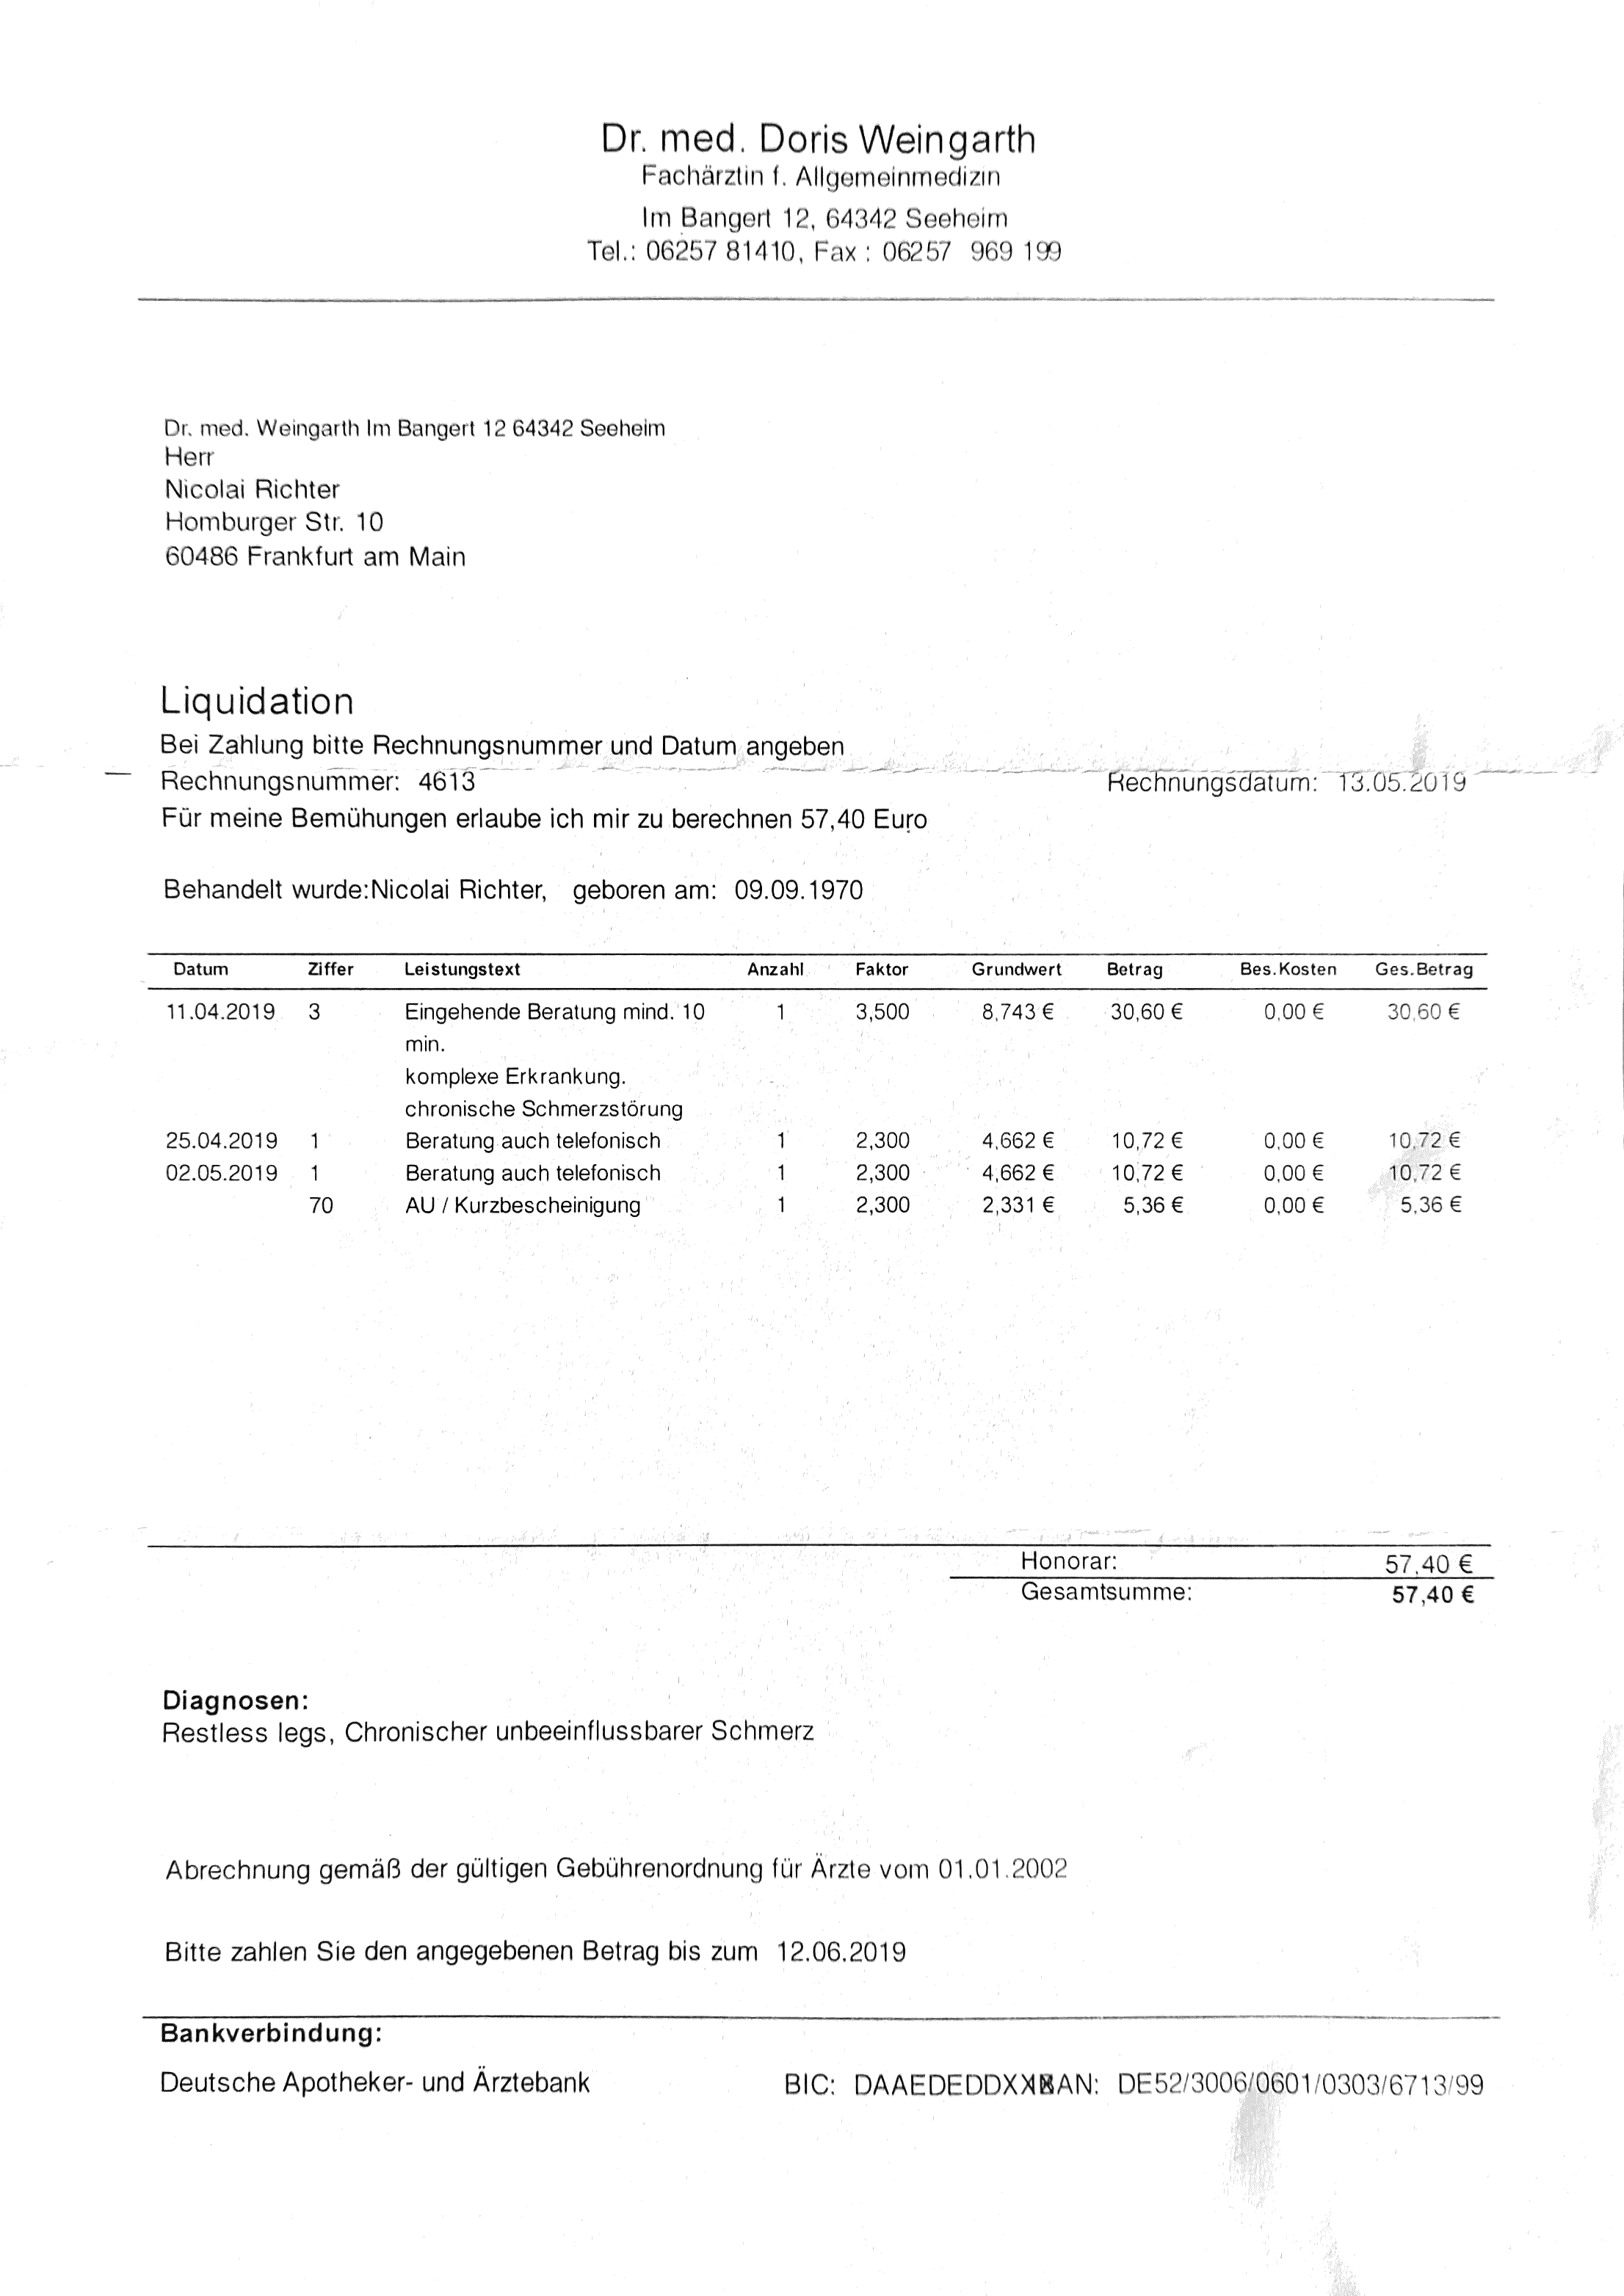 Dr. med. Doris Weingarth
Fachärztin f. Allgemeinmedizin
Im Bangert 12, 64342 Seeheim
Tel.: 06257 81410, Fax : 06257 969 199
Dr. med. Weingarth Im Bangert 12 64342 Seeheim
Herr
Nicolai Richter
Homburger Str. 10
60486 Frankfurt am Main
Liquidation
Bei Zahlung bitte Rechnungsnummer und Datum angeben
Rechnungsnummer: 4613 Rechnungsdatum: 13.05.2019
Für meine Bemühungen erlaube ich mir zu berechnen 57,40 Euro
Behandelt wurde:Nicolai Richter, geboren am: 09.09.1970
Datum Ziffer Leistungstext Anzahl Faktor Grundwert Betrag Bes.Kosten Ges.Betrag
11.04.2019 3 Eingehende Beratung mind. 10 1 3,500 8,743 € 30,60 € 0,00 € 30,60 €
min.
komplexe Erkrankung.
chronische Schmerzstörung
25.04.2019 1 Beratung auch telefonisch 1 2,300 4,662 € 10,72 € 0,00 € 10,72 €
02.05.2019 1 Beratung auch telefonisch 1 2,300 4,662 € 10,72 € 0,00 € 10,72 €
70 AU / Kurzbescheinigung 1 2,300 2,331 € 5,36 € 0,00 € 5,36 €
Honorar: 57,40 €
Gesamtsumme: 57,40 €
Diagnosen:
Restless legs, Chronischer unbeeinflussbarer Schmerz
Abrechnung gemäß der gültigen Gebührenordnung für Ärzte vom 01.01.2002
Bitte zahlen Sie den angegebenen Betrag bis zum 12.06.2019
Bankverbindung:
Deutsche Apotheker- und Ärztebank BIC: DAAEDEDDXXX IBAN: DE52/3006/0601/0303/6713/99